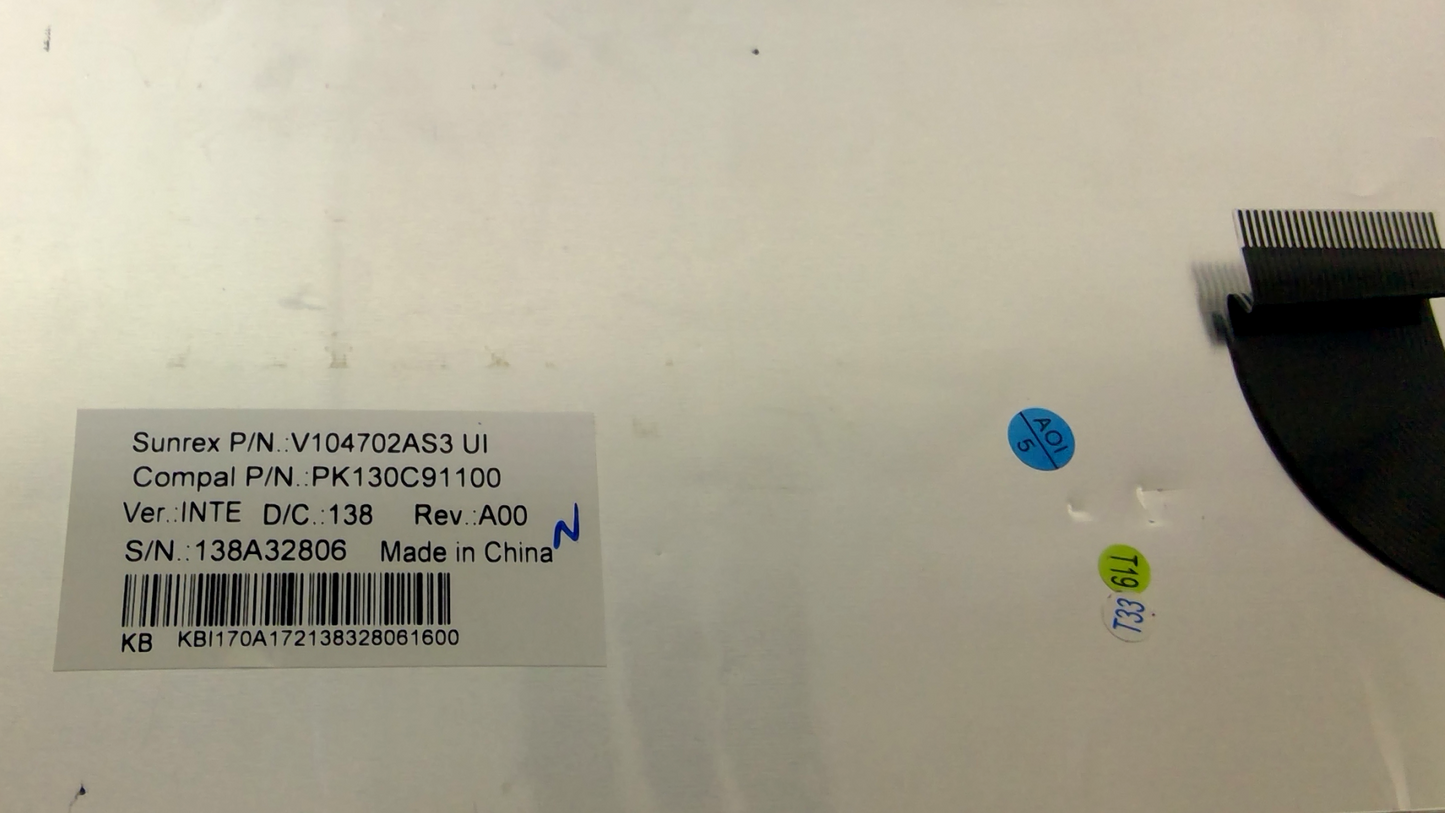 Sunrex P/N.:V104702AS3 UI
Compal P/N.:PK130C91100
Ver.:INTE D/C.:138 Rev.:A00
N
S/N.:138A32806 Made in China
KB KBI170A172138328061600
AOI
5
T19
T33